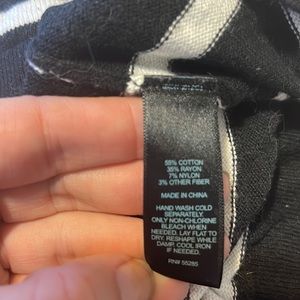 55% COTTON
35% RAYON
7% NYLON
3% OTHER FIBER
MADE IN CHINA
HAND WASH COLD
SEPARATELY.
ONLY NON-CHLORINE
BLEACH WHEN
NEEDED. LAY FLAT TO
DRY. RESHAPE WHILE
DAMP. COOL IRON
IF NEEDED.
RN# 55285